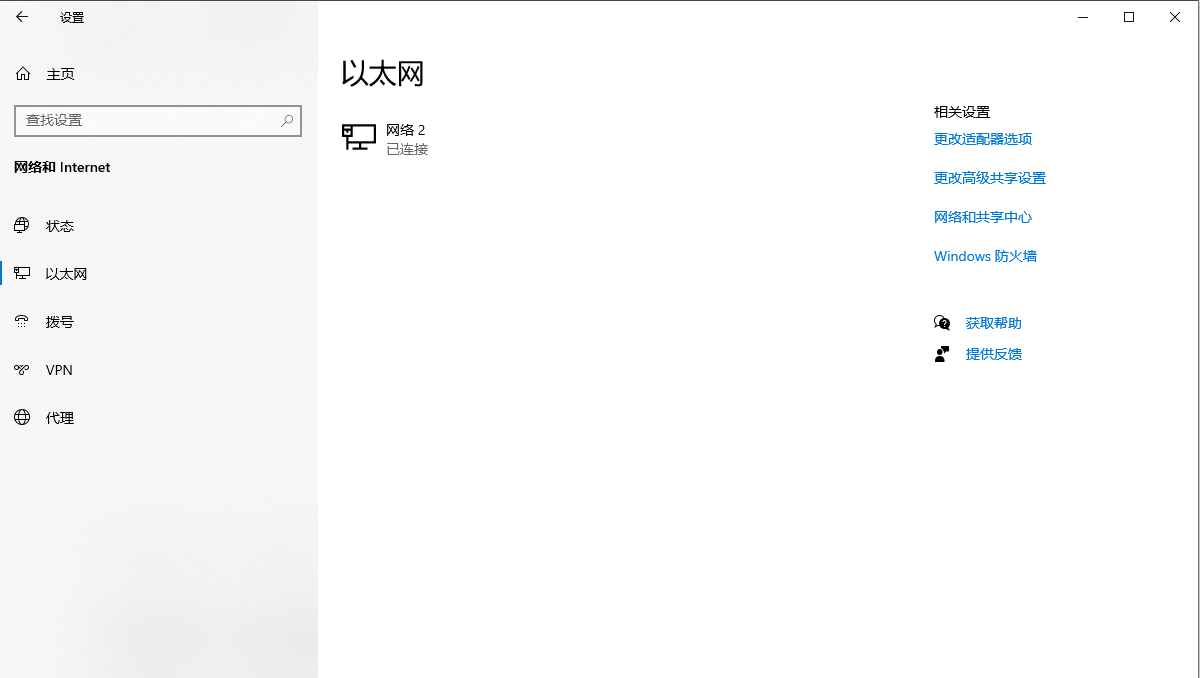 设置
主页
查找设置
网络和 Internet
状态
以太网
拨号
VPN
代理
以太网
网络 2
已连接
相关设置
更改适配器选项
更改高级共享设置
网络和共享中心
Windows 防火墙
获取帮助
提供反馈